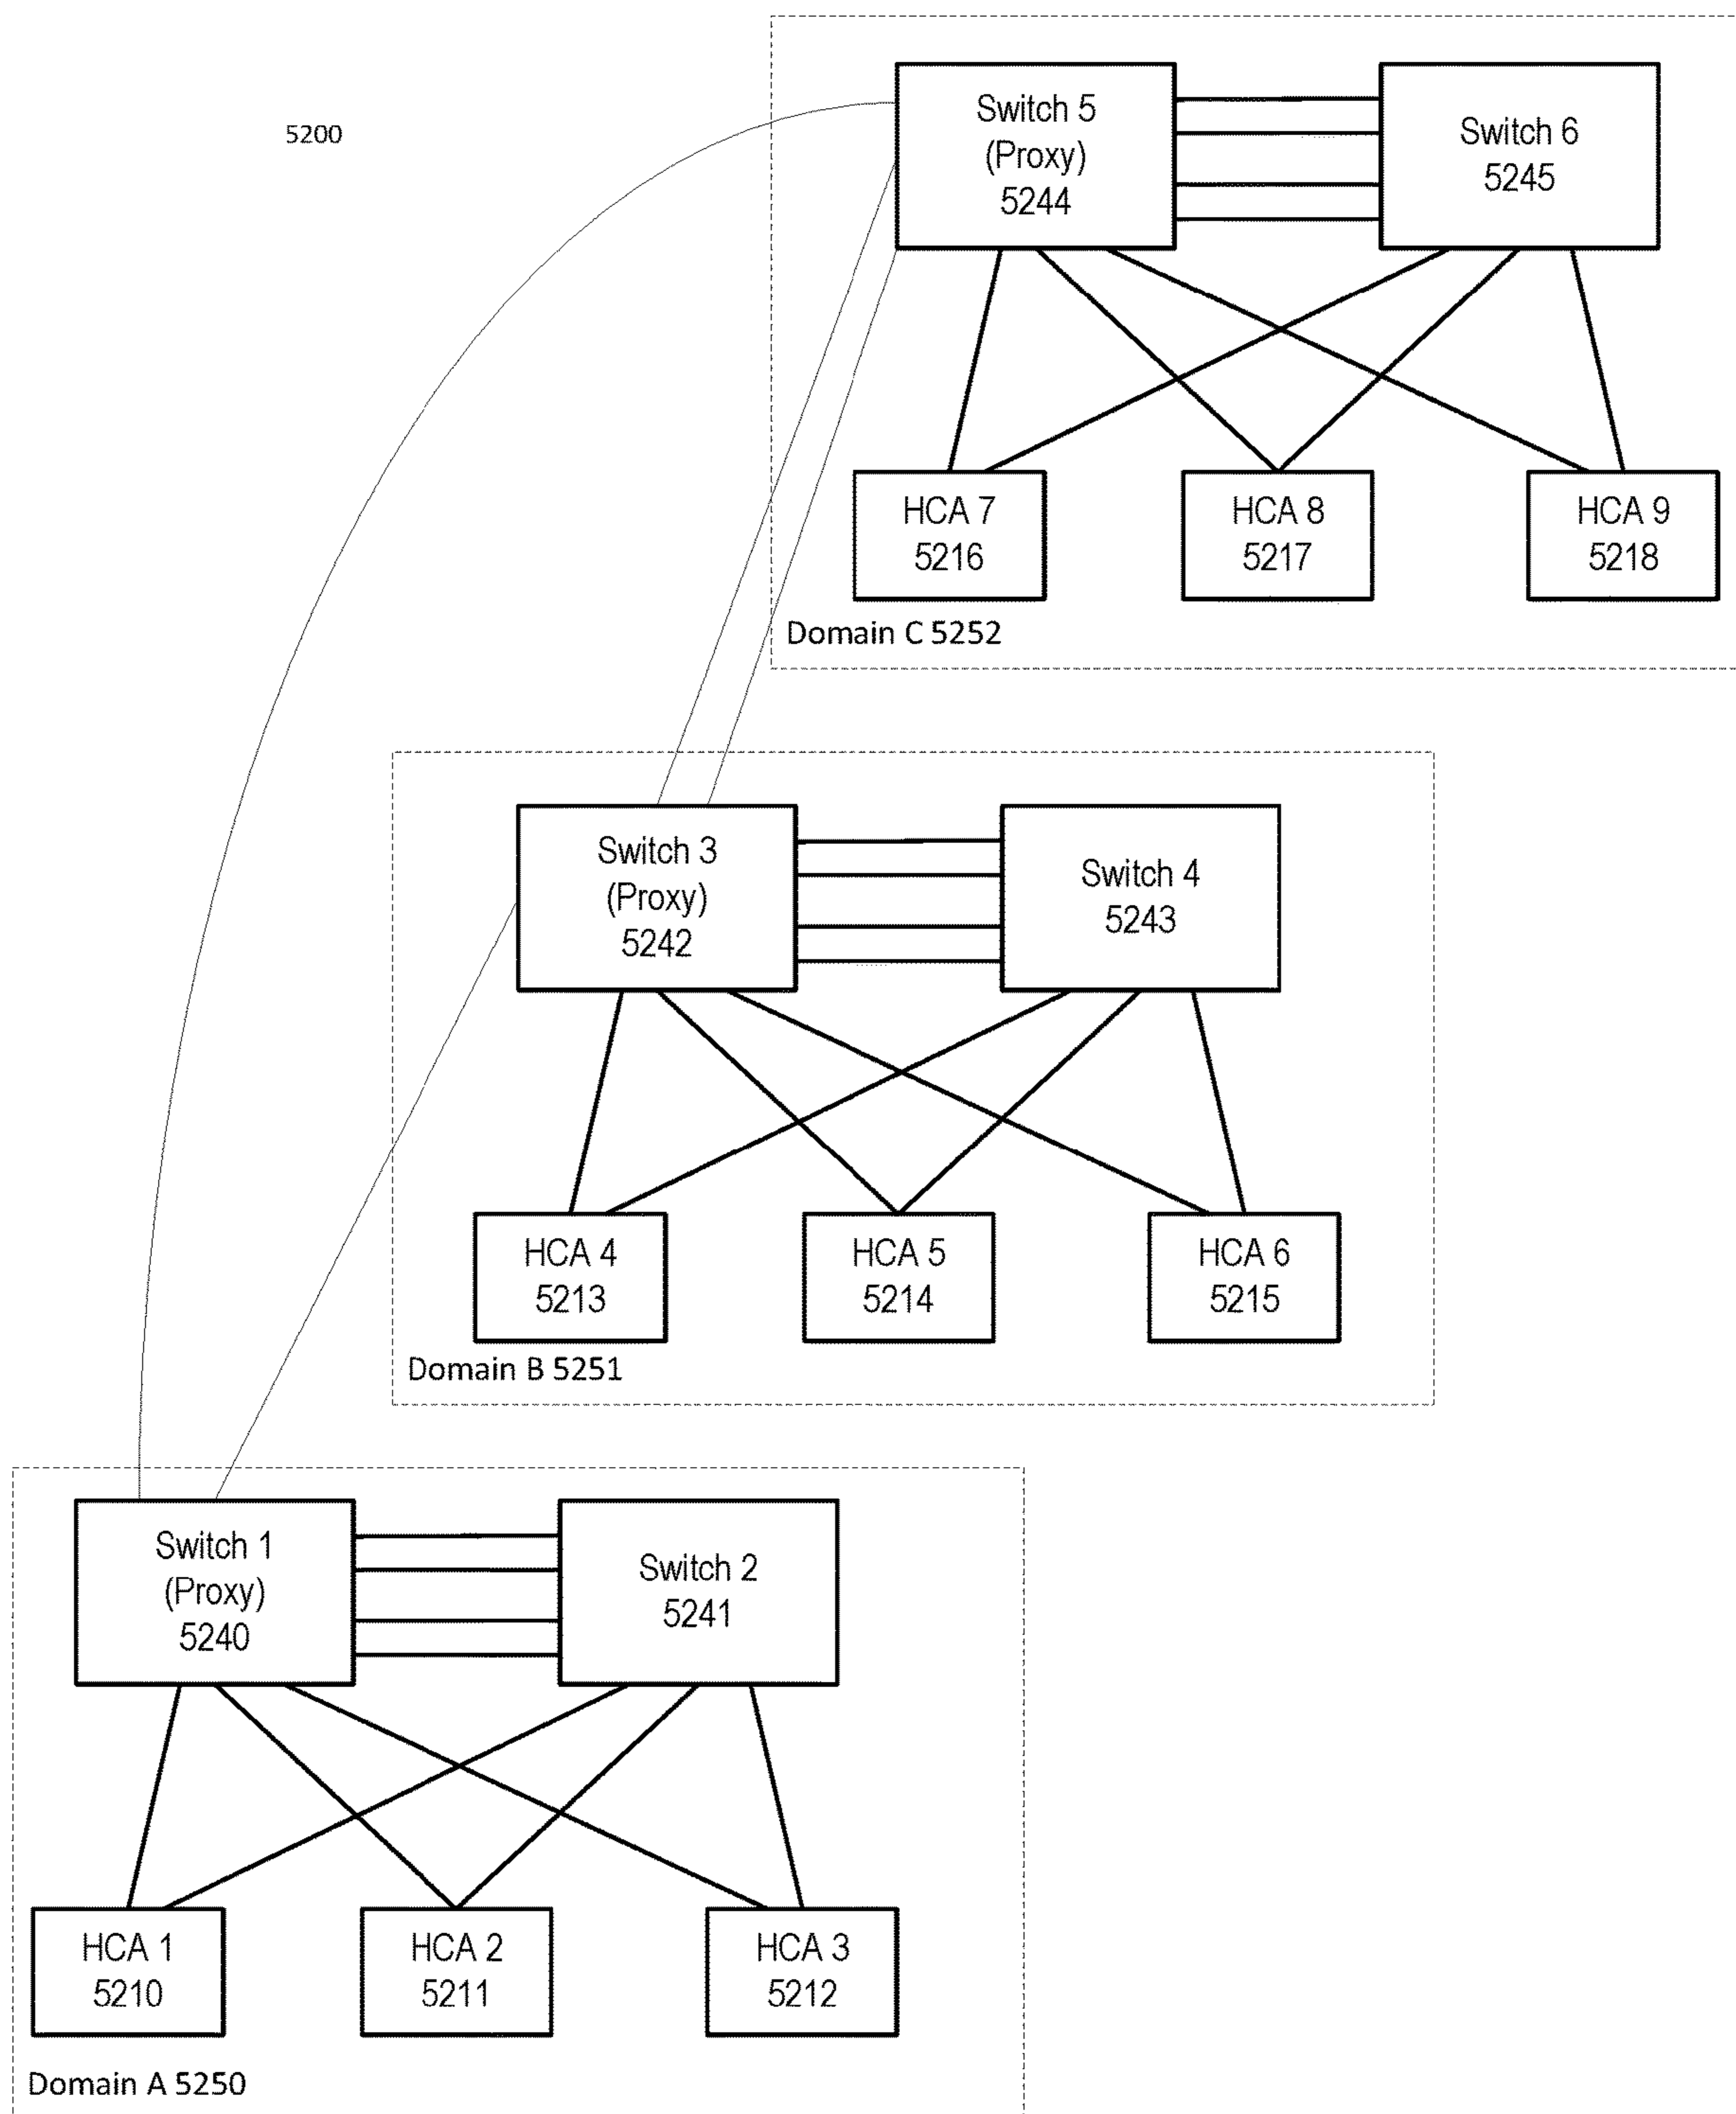 5200
Switch 5
(Proxy)
5244
Switch 6
5245
HCA 7
5216
HCA 8
5217
HCA 9
5218
Domain C 5252
Switch 3
(Proxy)
5242
Switch 4
5243
HCA 4
5213
HCA 5
5214
HCA 6
5215
Domain B 5251
Switch 1
(Proxy)
5240
Switch 2
5241
HCA 1
5210
HCA 2
5211
HCA 3
5212
Domain A 5250